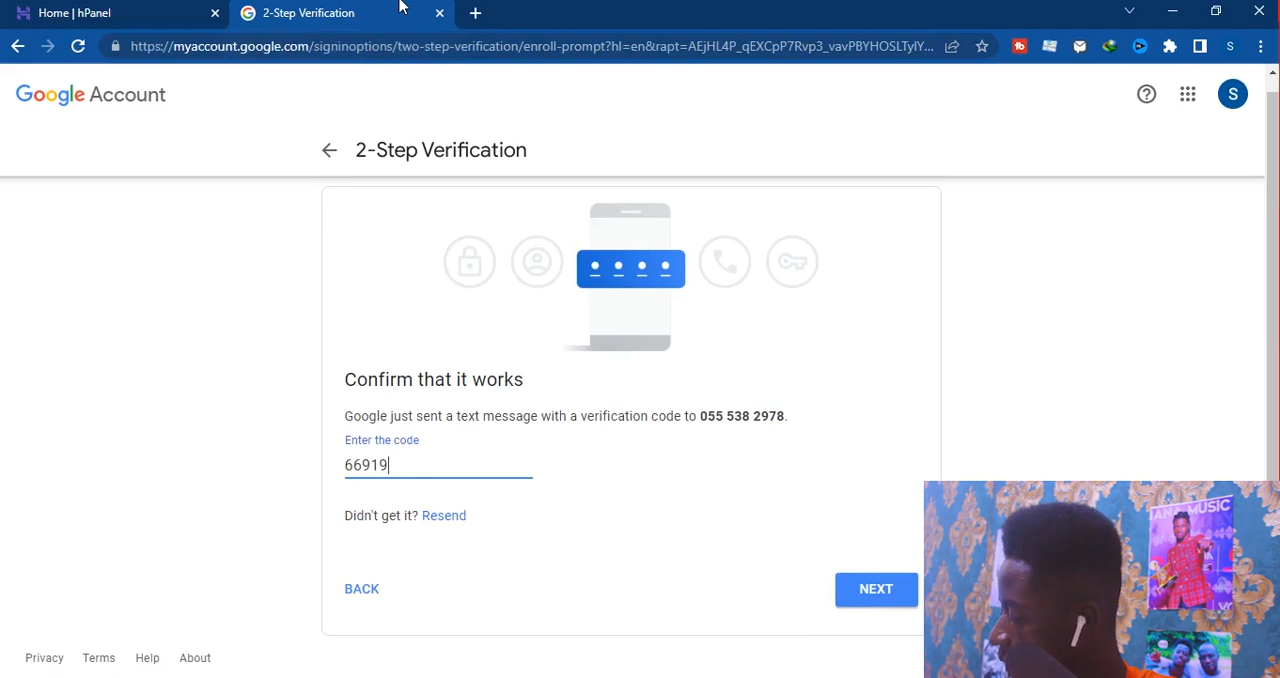 Home | hPanel
2-Step Verification
https://myaccount.google.com/signinoptions/two-step-verification/enroll-prompt?hl=en&rapt=AEjHL4P_qEXCpP7Rvp3_vavPBYHOSLTyIY...
S
Google Account
S
2-Step Verification
Confirm that it works
Google just sent a text message with a verification code to 055 538 2978.
Enter the code
66919
Didn't get it? Resend
BACK
NEXT
Privacy
Terms
Help
About
JANA MUSIC